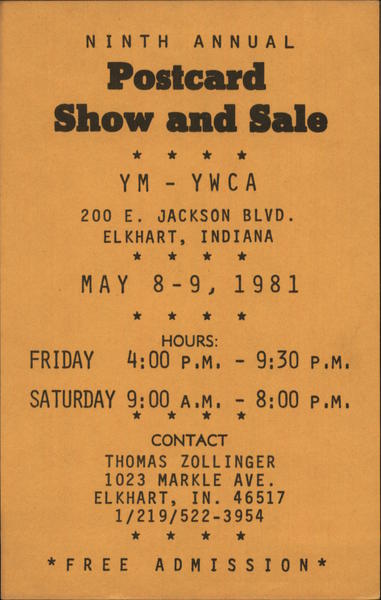 NINTH ANNUAL
Postcard
Show and Sale
★ ★ ★ ★
YM - YWCA
200 E. JACKSON BLVD.
ELKHART, INDIANA
★ ★ ★ ★
MAY 8-9, 1981
★ ★ ★ ★
HOURS:
FRIDAY 4:00 P.M. - 9:30 P.M.
SATURDAY 9:00 A.M. - 8:00 P.M.
★ ★ ★ ★
CONTACT
THOMAS ZOLLINGER
1023 MARKLE AVE.
ELKHART, IN. 46517
1/219/522-3954
★ ★ ★ ★
*FREE ADMISSION*